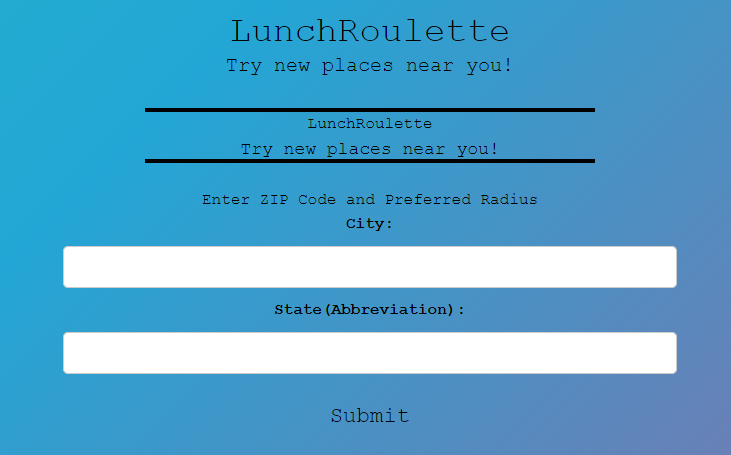 LunchRoulette
Try new places near you!
LunchRoulette
Try new places near you!
Enter ZIP Code and Preferred Radius
City:
State(Abbreviation):
Submit